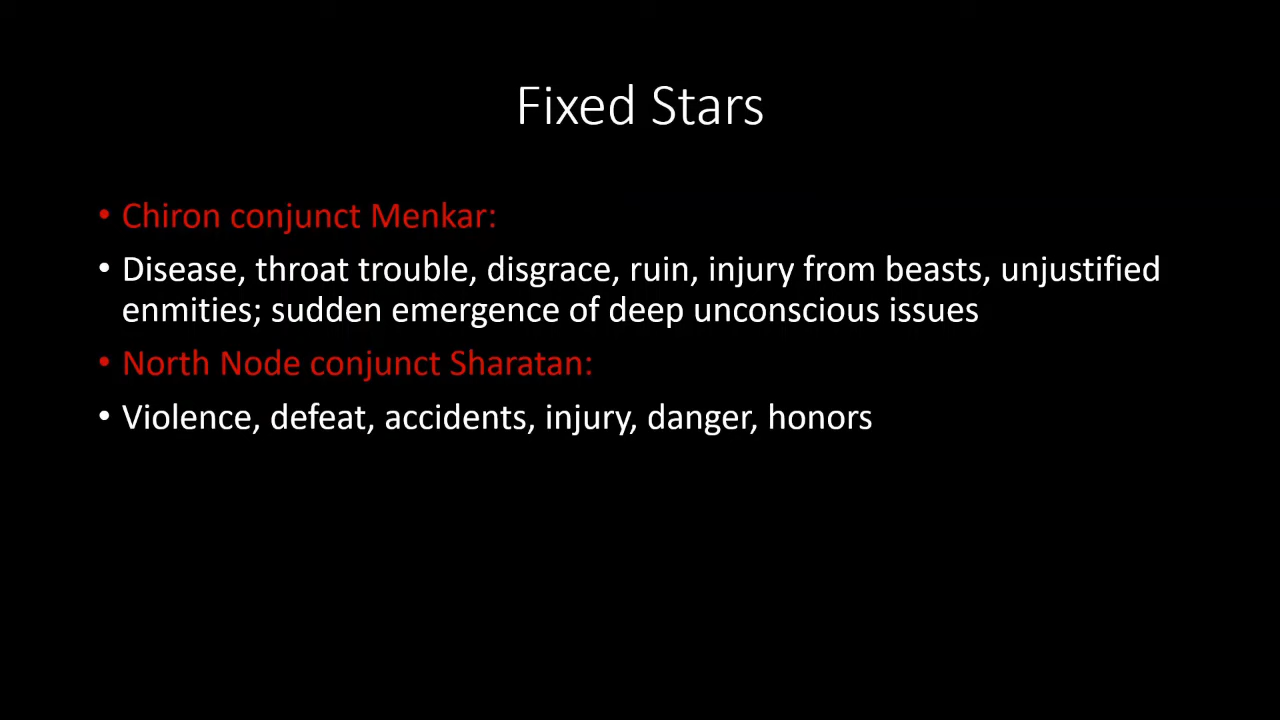 Fixed Stars
• Chiron conjunct Menkar:
• Disease, throat trouble, disgrace, ruin, injury from beasts, unjustified
enmities; sudden emergence of deep unconscious issues
• North Node conjunct Sharatan:
• Violence, defeat, accidents, injury, danger, honors